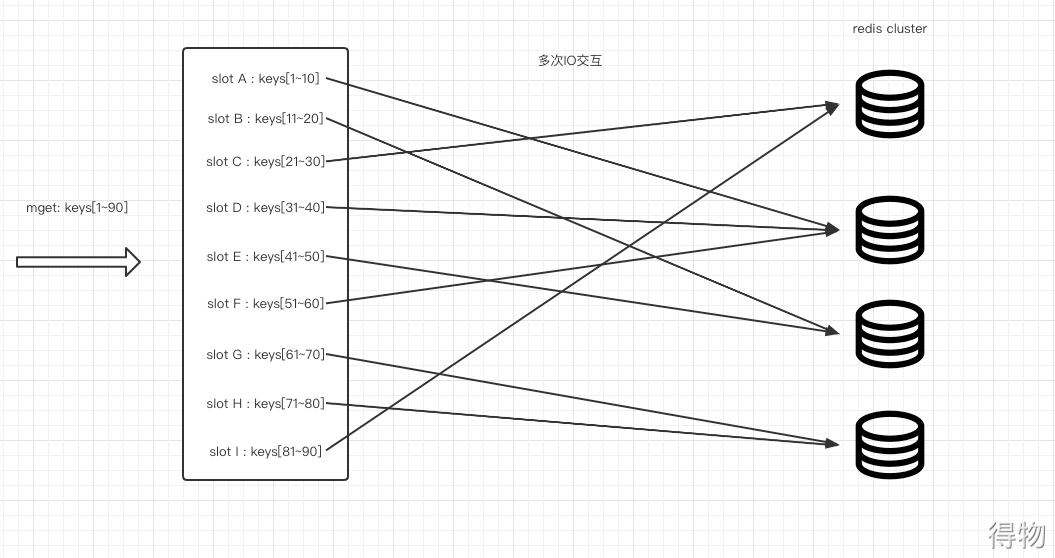 redis cluster
多次IO交互
slot A : keys[1~10]
slot B : keys[11~20]
slot C : keys[21~30]
mget: keys[1~90]
slot D : keys[31~40]
slot E : keys[41~50]
slot F : keys[51~60]
slot G : keys[61~70]
slot H : keys[71~80]
slot I : keys[81~90]
得物